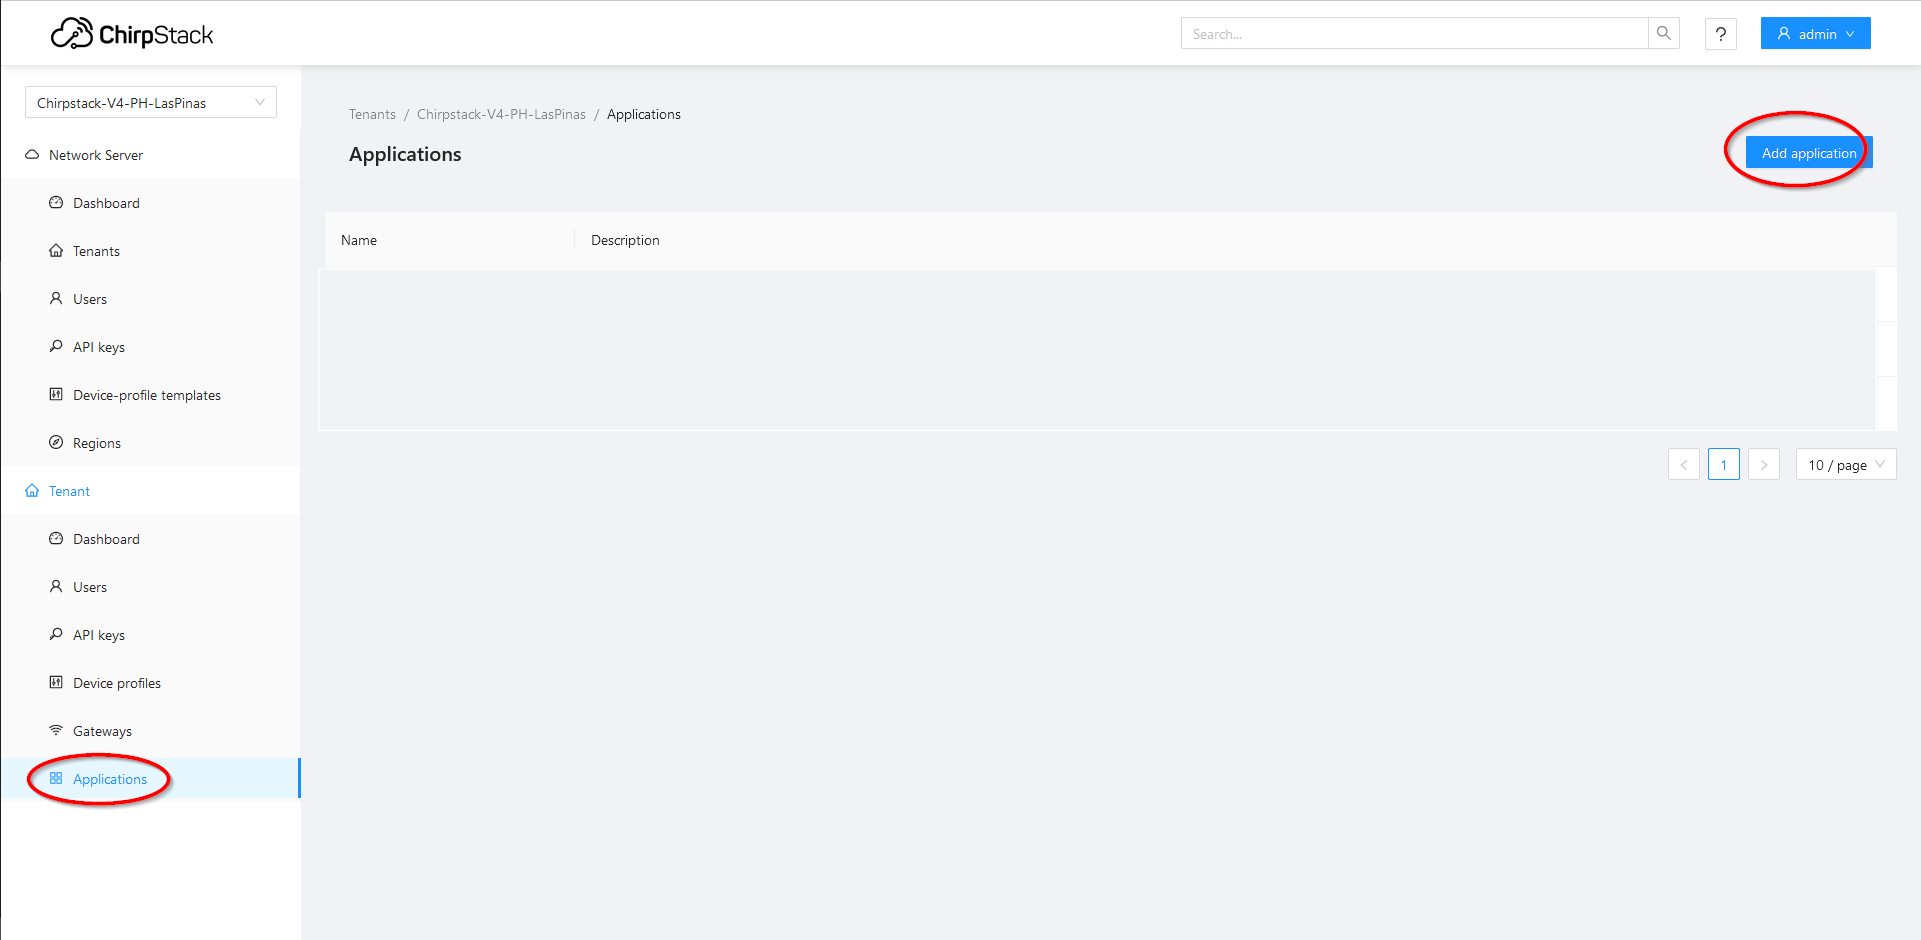 ChirpStack
Search...
?
admin
Chirpstack-V4-PH-LasPinas
Network Server
Dashboard
Tenants
Users
API keys
Device-profile templates
Regions
Tenant
Dashboard
Users
API keys
Device profiles
Gateways
Applications
Tenants / Chirpstack-V4-PH-LasPinas / Applications
Applications
Add application
Name Description
< 1 > 10 / page